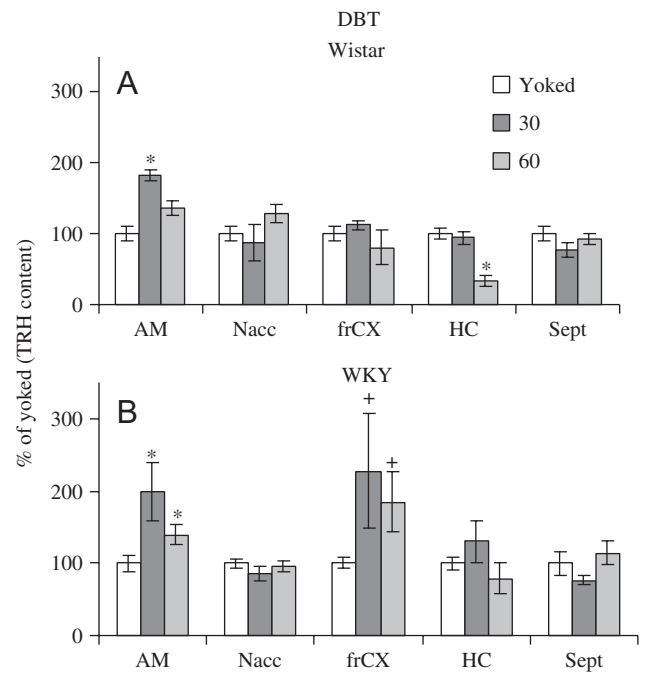 DBT
Wistar
A
Yoked
30
60
300
200
100
0
*
*
AM Nacc frCX HC Sept
% of yoked (TRH content)
WKY
B
300
200
100
0
*
*
+
+
AM Nacc frCX HC Sept